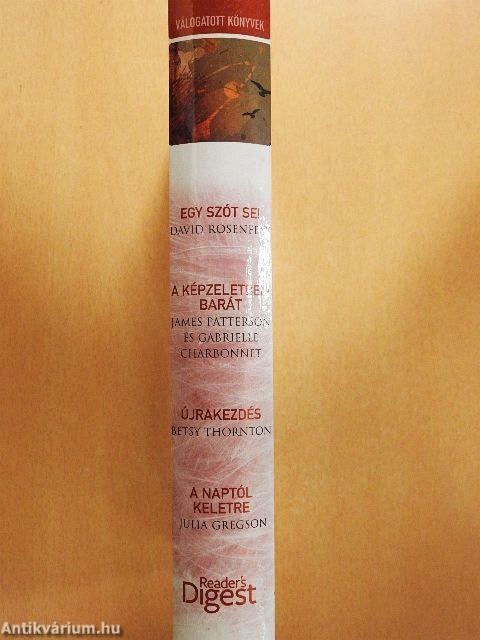 VÁLOGATOTT KÖNYVEK
EGY SZÓT SE!
DAVID ROSENFELT
A KÉPZELETBELI
BARÁT
JAMES PATTERSON
ÉS GABRIELLE
CHARBONNET
ÚJRAKEZDÉS
BETSY THORNTON
A NAPTÓL
KELETRE
JULIA GREGSON
Reader's
Digest
Antikvárium.hu